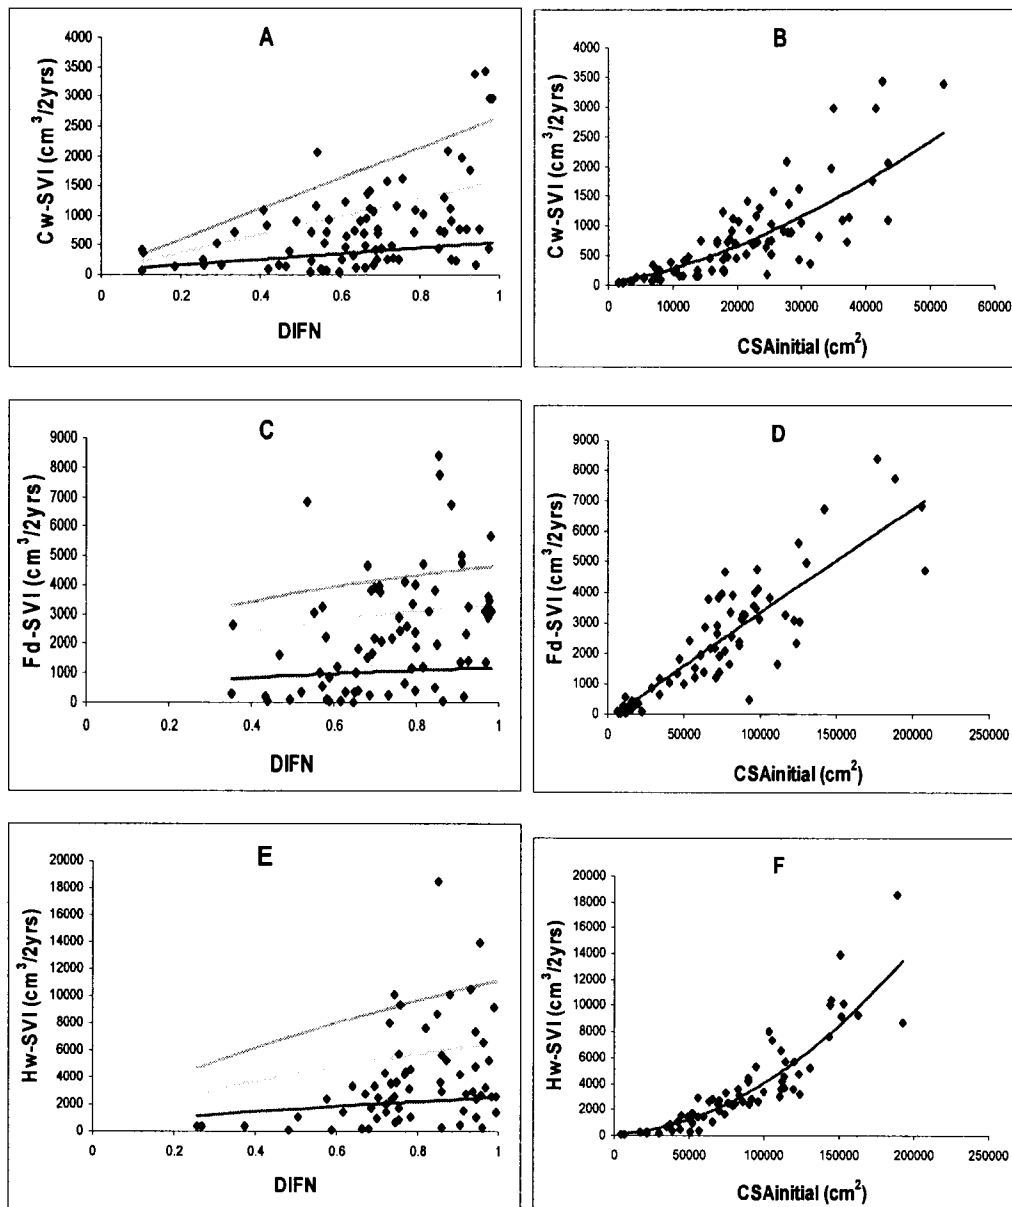 A
Cw-SVI (cm³/2yrs)
4000
3500
3000
2500
2000
1500
1000
500
0
0 0.2 0.4 0.6 0.8 1
DIFN
B
Cw-SVI (cm³/2yrs)
4000
3500
3000
2500
2000
1500
1000
500
0
0 10000 20000 30000 40000 50000 60000
CSAinitial (cm²)
C
Fd-SVI (cm³/2yrs)
9000
8000
7000
6000
5000
4000
3000
2000
1000
0
0 0.2 0.4 0.6 0.8 1
DIFN
D
Fd-SVI (cm³/2yrs)
9000
8000
7000
6000
5000
4000
3000
2000
1000
0
0 50000 100000 150000 200000 250000
CSAinitial (cm²)
E
Hw-SVI (cm³/2yrs)
20000
18000
16000
14000
12000
10000
8000
6000
4000
2000
0
0 0.2 0.4 0.6 0.8 1
DIFN
F
Hw-SVI (cm³/2yrs)
20000
18000
16000
14000
12000
10000
8000
6000
4000
2000
0
0 50000 100000 150000 200000 250000
CSAinitial (cm²)